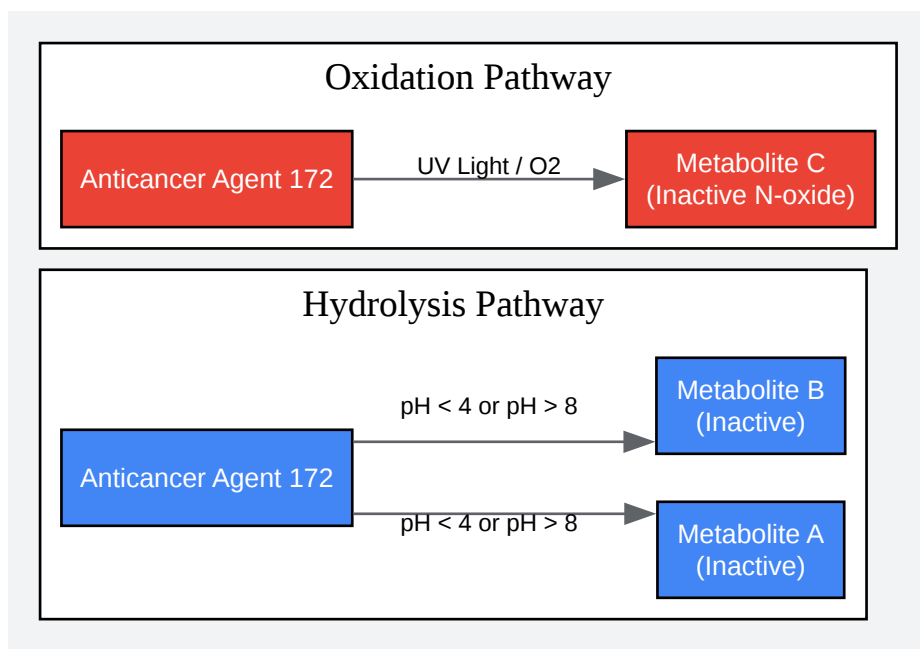 Oxidation Pathway
Anticancer Agent 172
UV Light / O2
Metabolite C
(Inactive N-oxide)
Hydrolysis Pathway
Anticancer Agent 172
pH < 4 or pH > 8
Metabolite B
(Inactive)
pH < 4 or pH > 8
Metabolite A
(Inactive)